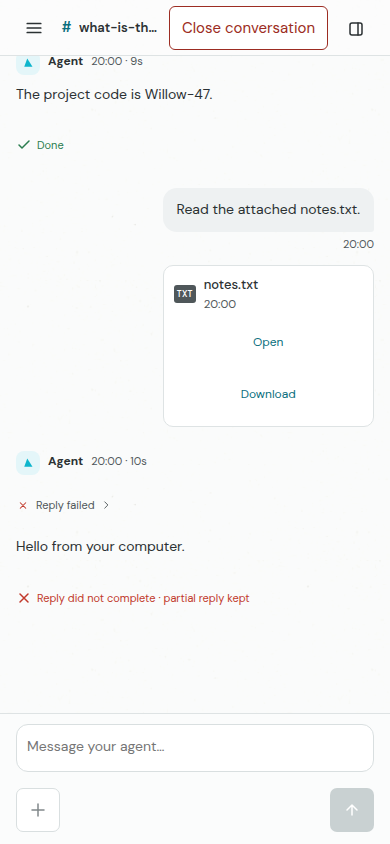 # what-is-th...
Close conversation
Agent 20:00 · 9s
The project code is Willow-47.
Done
Read the attached notes.txt.
20:00
TXT
notes.txt
20:00
Open
Download
Agent 20:00 · 10s
Reply failed
Hello from your computer.
Reply did not complete · partial reply kept
Message your agent...